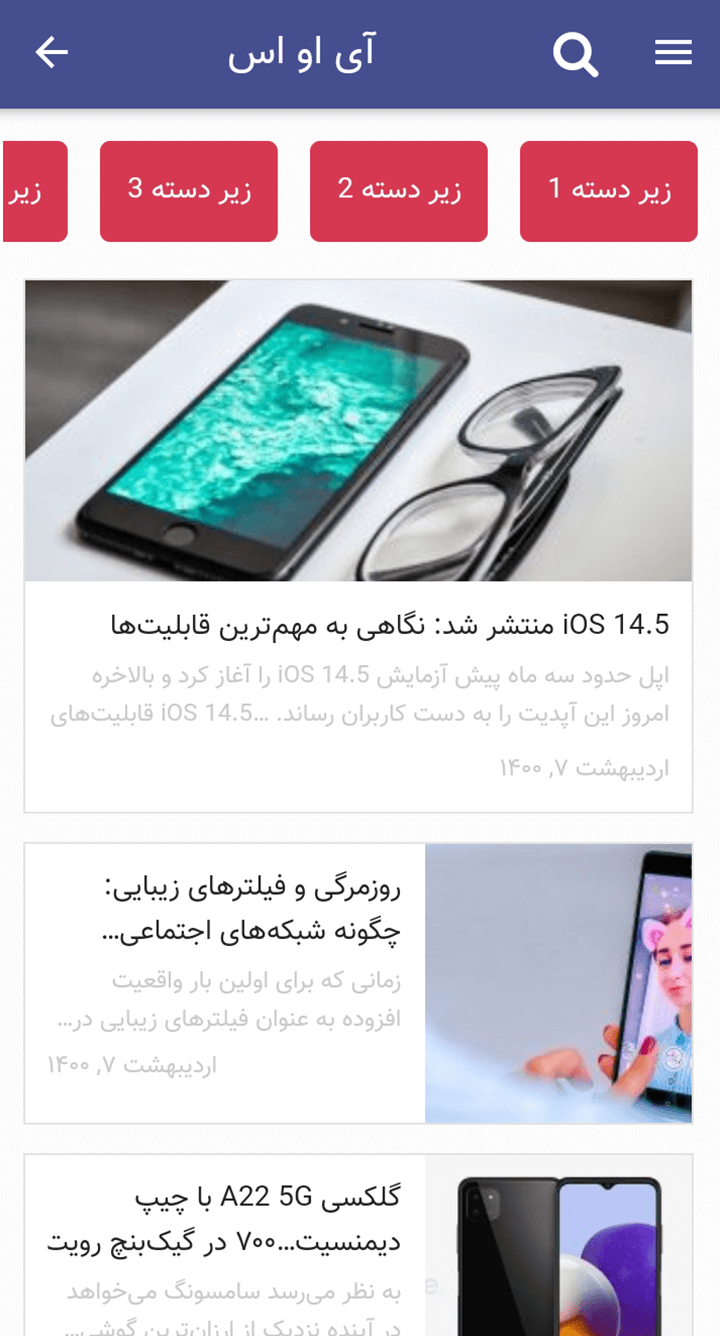 آی او اس
زیر دسته 1
زیر دسته 2
زیر دسته 3
زیر
iOS 14.5 منتشر شد: نگاهی به مهم‌ترین قابلیت‌ها
اپل حدود سه ماه پیش آزمایش iOS 14.5 را آغاز کرد و بالاخره
امروز این آپدیت را به دست کاربران رساند. ...iOS 14.5 قابلیت‌های
اردیبهشت ۷, ۱۴۰۰
روزمرگی و فیلترهای زیبایی:
چگونه شبکه‌های اجتماعی...
زمانی که برای اولین بار واقعیت
افزوده به عنوان فیلترهای زیبایی در...
اردیبهشت ۷, ۱۴۰۰
گلکسی A22 5G با چیپ
دیمنسیت...۷۰۰ در گیک‌بنچ رویت
به نظر می‌رسد سامسونگ می‌خواهد
در آینده نزدیک از ارزان‌ترین گوشی...